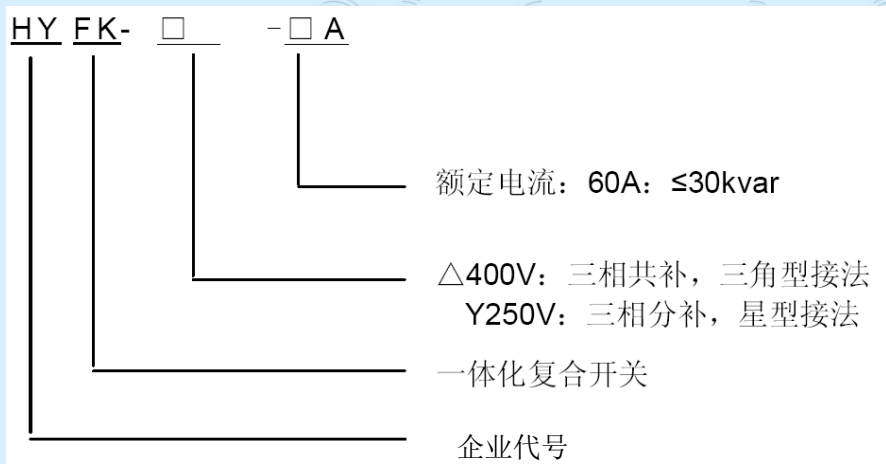 HY FK- □ -□ A
额定电流：60A：≤30kvar
△400V：三相共补，三角型接法
Y250V：三相分补，星型接法
一体化复合开关
企业代号